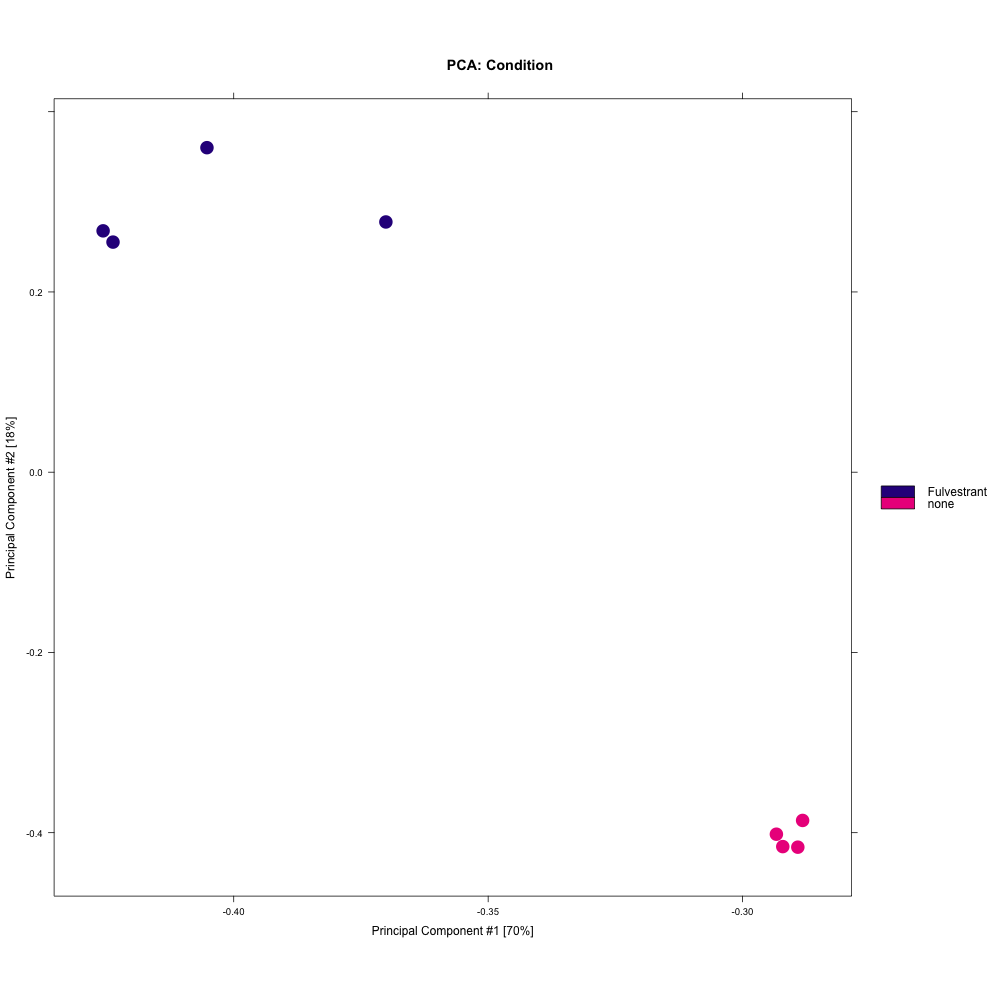 PCA: Condition
0.2
0.0
-0.2
-0.4
Principal Component #2 [18%]
-0.40
-0.35
-0.30
Principal Component #1 [70%]
Fulvestrant
none